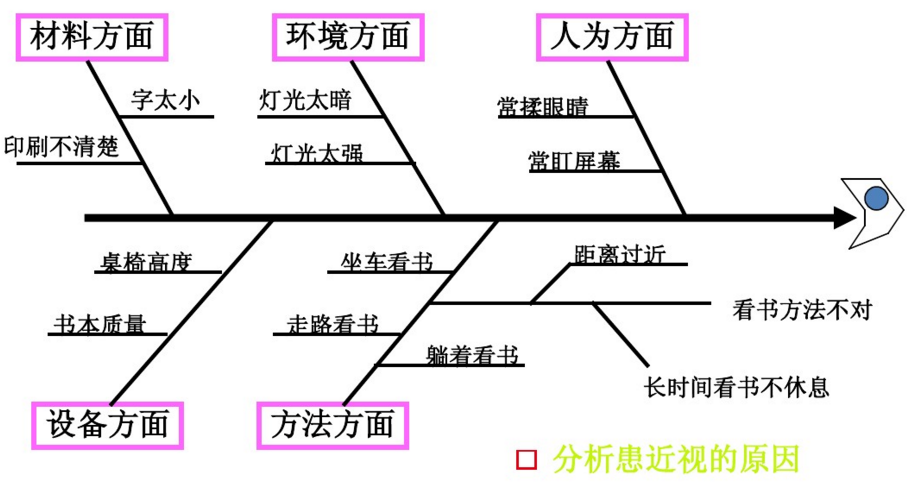 材料方面
环境方面
人为方面
字太小
灯光太暗
常揉眼睛
印刷不清楚
灯光太强
常盯屏幕
桌椅高度
坐车看书
距离过近
书本质量
走路看书
看书方法不对
躺着看书
长时间看书不休息
设备方面
方法方面
分析患近视的原因